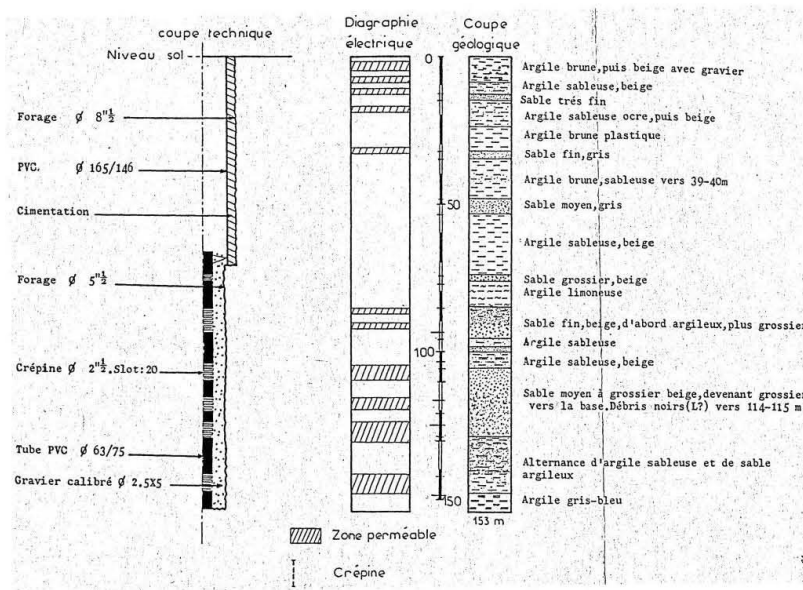 coupe technique
Niveau sol
Forage ø 8"½
PVC. ø 165/146
Cimentation
Forage ø 5"½
Crépine ø 2"½.Slot:20
Tube PVC ø 63/75
Gravier calibré ø 2.5X5
Diagraphie
électrique
0
50
100
150
Coupe
géologique
Argile brune,puis beige avec gravier
Argile sableuse,beige
Sable trés fin
Argile sableuse ocre,puis beige
Argile brune plastique
Sable fin,gris
Argile brune,sableuse vers 39-40m
Sable moyen,gris
Argile sableuse,beige
Sable grossier,beige
Argile limoneuse
Sable fin,beige,d'abord argileux,plus grossier
Argile sableuse
Argile sableuse,beige
Sable moyen à grossier beige,devenant grossier
vers la base.Débris noirs(L?) vers 114-115 m
Alternance d'argile sableuse et de sable
argileux
Argile gris-bleu
153 m
Zone perméable
Crépine